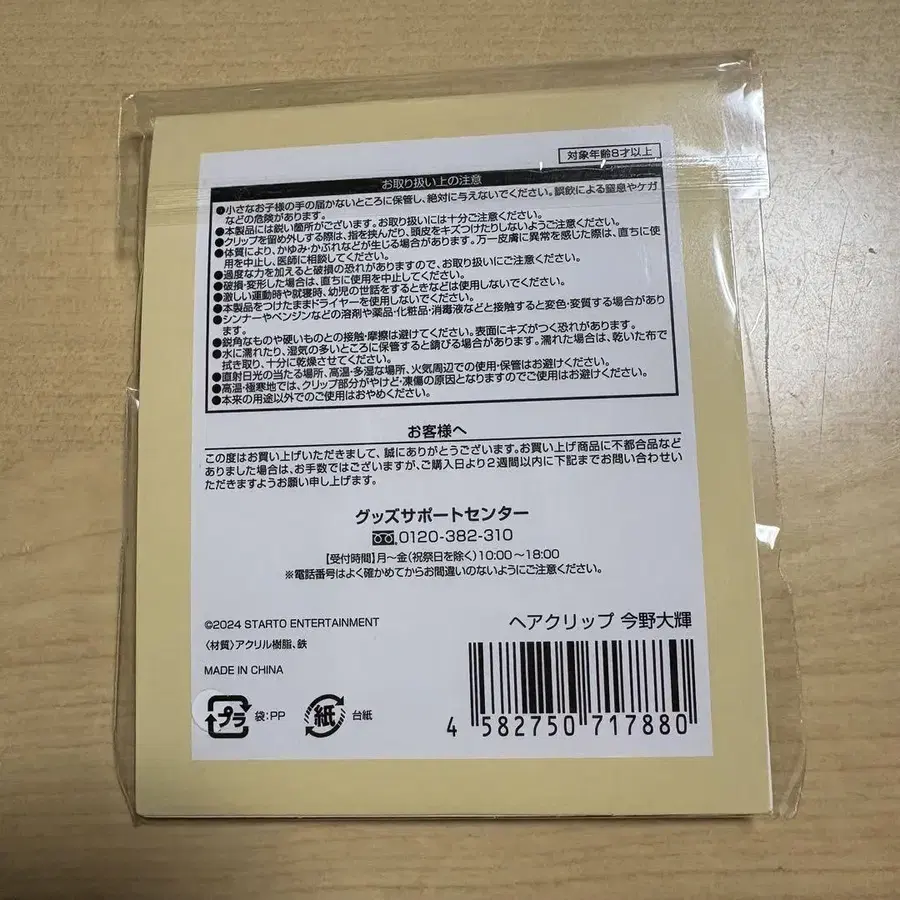 対象年齢8才以上
お取り扱い上の注意
●小さなお子様の手の届かないところに保管し、絶対に与えないでください。誤飲による窒息やケガ
などの危険があります。
●本製品には鋭い箇所がございます。お取り扱いには十分ご注意ください。
●クリップを留め外しする際は、指を挟んだり、頭皮をキズつけたりしないようご注意ください。
●体質により、かゆみ・かぶれなどが生じる場合があります。万一皮膚に異常を感じた際は、直ちに使
用を中止し、医師に相談してください。
●過度な力を加えると破損の恐れがありますので、お取り扱いにご注意ください。
●破損・変形した場合は、直ちに使用を中止してください。
●激しい運動時や就寝時、幼児の世話をするときなどは使用しないでください。
●本製品をつけたままドライヤーを使用しないでください。
●シンナーやベンジンなどの溶剤や薬品・化粧品・消毒液などと接触すると変色・変質する場合があり
ます。
●鋭角なものや硬いものとの接触・摩擦は避けてください。表面にキズがつく恐れがあります。
●水に濡れたり、湿気の多いところに保管すると錆びる場合があります。濡れた場合は、乾いた布で
拭き取り、十分に乾燥させてください。
●直射日光の当たる場所、高温・多湿な場所、火気周辺での使用・保管はお避けください。
●高温・極寒地では、クリップ部分がやけど・凍傷の原因となりますのでご使用はお避けください。
●本来の用途以外でのご使用はおやめください。
お客様へ
この度はお買い上げいただきまして、誠にありがとうございます。お買い上げ商品に不都合品など
ありました場合は、お手数ではございますが、ご購入日より2週間以内に下記までお問い合わせい
ただきますようお願い申し上げます。
グッズサポートセンター
0120-382-310
【受付時間】月〜金(祝祭日を除く)10:00〜18:00
※電話番号はよく確かめてからお間違いのないようにご注意ください。
©2024 STARTO ENTERTAINMENT
ヘアクリップ 今野大輝
〈材質〉アクリル樹脂、鉄
MADE IN CHINA
プラ 袋:PP 紙 台紙
4 582750 717880